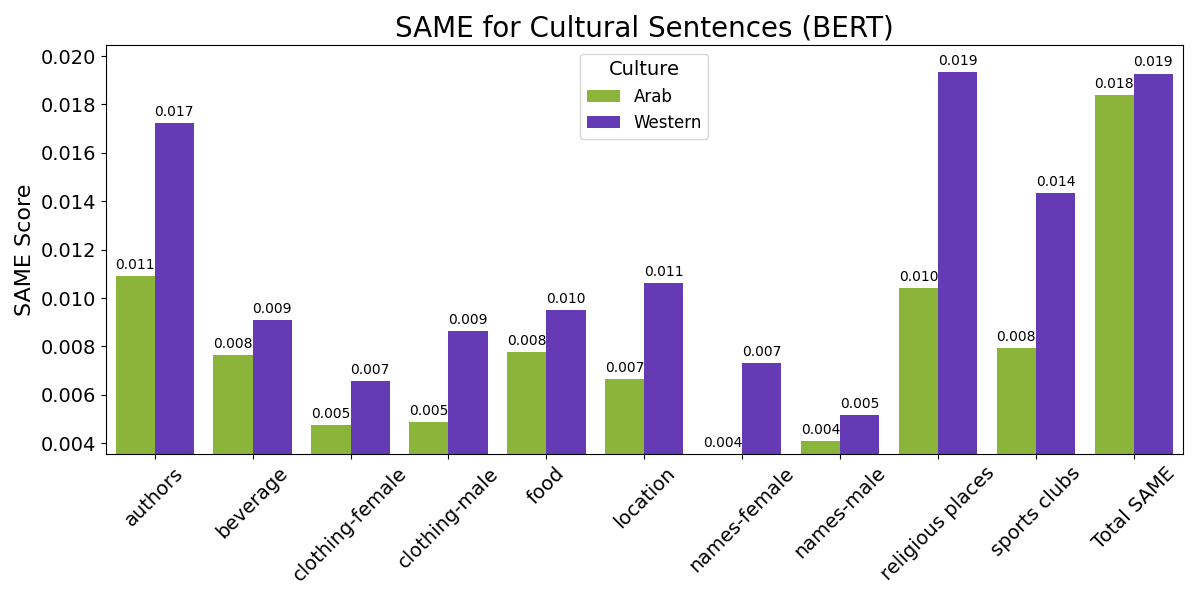 SAME for Cultural Sentences (BERT)
SAME Score
0.020
0.018
0.016
0.014
0.012
0.010
0.008
0.006
0.004
Culture
Arab
Western
0.011
0.017
0.008
0.009
0.005
0.007
0.005
0.009
0.008
0.010
0.007
0.011
0.004
0.007
0.004
0.005
0.010
0.019
0.008
0.014
0.018
0.019
authors
beverage
clothing-female
clothing-male
food
location
names-female
names-male
religious places
sports clubs
Total SAME